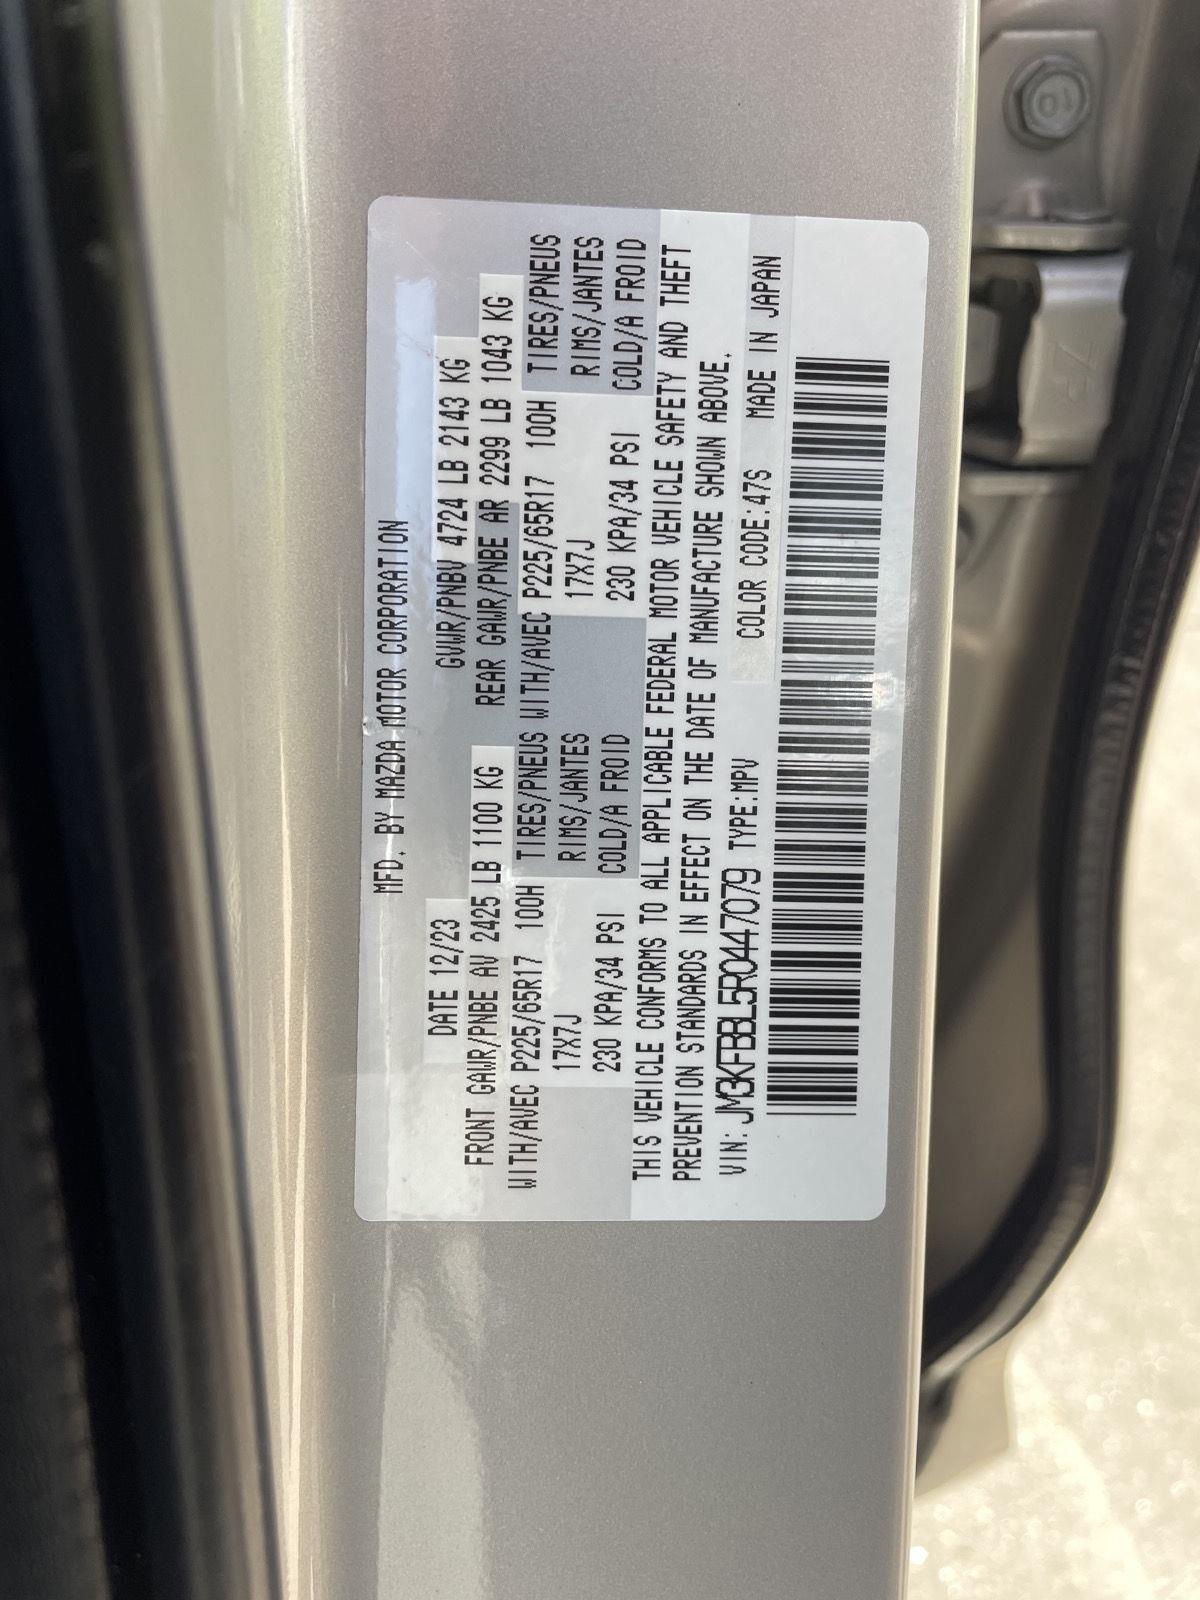 MFD. BY MAZDA MOTOR CORPORATION
DATE 12/23 GVWR/PNBV 4724 LB 2143 KG
FRONT GAWR/PNBE AV 2425 LB 1100 KG REAR GAWR/PNBE AR 2299 LB 1043 KG
WITH/AVEC P225/65R17 100H TIRES/PNEUS WITH/AVEC P225/65R17 100H TIRES/PNEUS
17X7J RIMS/JANTES 17X7J RIMS/JANTES
230 KPA/34 PSI COLD/A FROID 230 KPA/34 PSI COLD/A FROID
THIS VEHICLE CONFORMS TO ALL APPLICABLE FEDERAL MOTOR VEHICLE SAFETY AND THEFT
PREVENTION STANDARDS IN EFFECT ON THE DATE OF MANUFACTURE SHOWN ABOVE.
VIN: JM3KFBBL5R0447079 TYPE:MPV COLOR CODE:47S MADE IN JAPAN
10